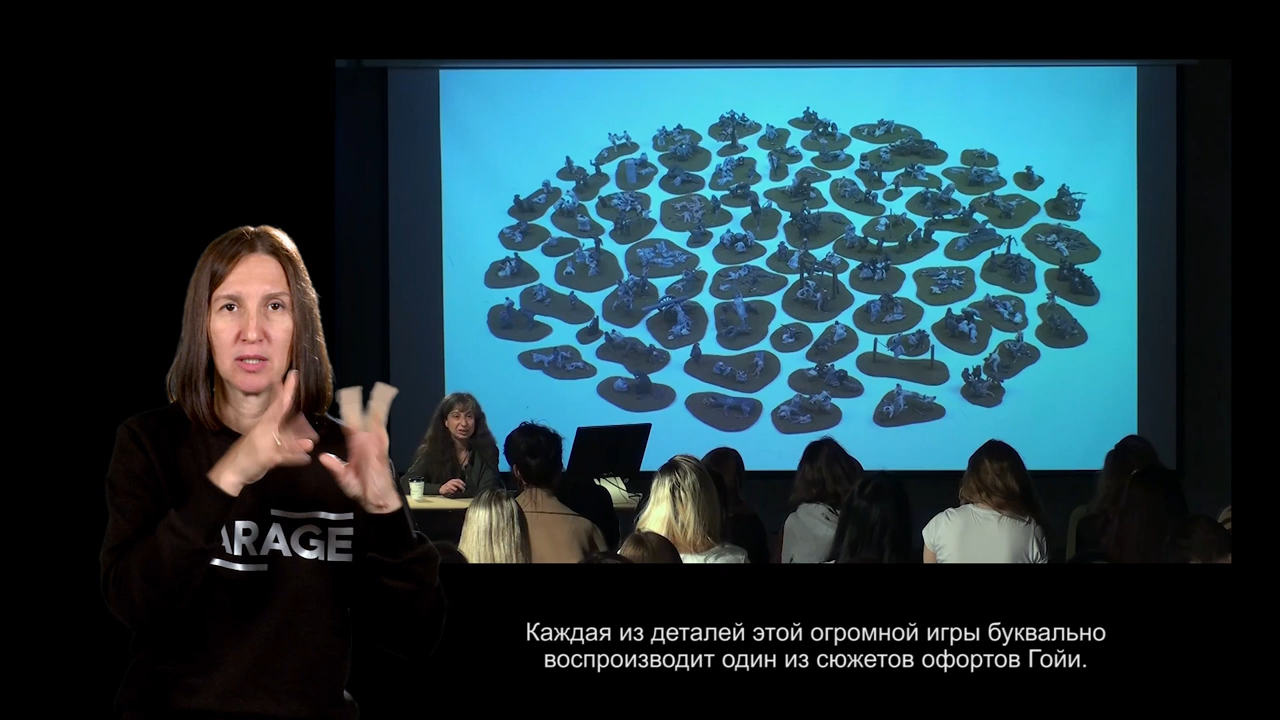 ARAGE
Каждая из деталей этой огромной игры буквально
воспроизводит один из сюжетов офортов Гойи.